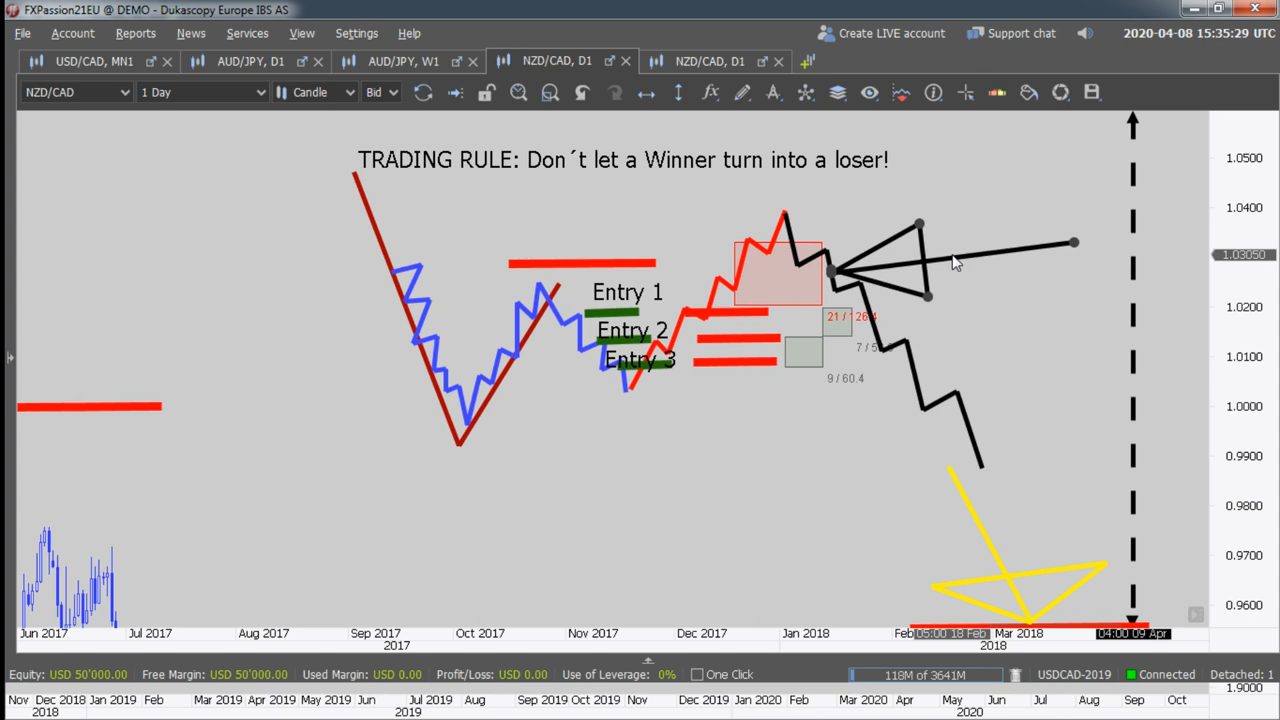 FXPassion21EU @ DEMO - Dukascopy Europe IBS AS
File Account Reports News Services View Settings Help
Create LIVE account Support chat 2020-04-08 15:35:29 UTC
USD/CAD, MN1 AUD/JPY, D1 AUD/JPY, W1 NZD/CAD, D1 NZD/CAD, D1
NZD/CAD 1 Day Candle Bid
TRADING RULE: Don´t let a Winner turn into a loser!
1.0500
1.0400
1.03050
Entry 1
1.0200
21 / 126.4
Entry 2
7 / 5
Entry 3
1.0100
9 / 60.4
1.0000
0.9900
0.9800
0.9700
0.9600
Jun 2017 Jul 2017 Aug 2017 Sep 2017 Oct 2017 Nov 2017 Dec 2017 Jan 2018 Feb 05:00 18 Feb Mar 2018 04:00 09 Apr
2017 2018
Equity: USD 50'000.00 Free Margin: USD 50'000.00 Used Margin: USD 0.00 Profit/Loss: USD 0.00 Use of Leverage: 0% One Click 118M of 3641M USDCAD-2019 Connected Detached: 1
1.9000
Nov Dec 2018 Jan 2019 Feb Mar 2019 Apr 2019 May 2019 Jun Jul 2019 Aug Sep 2019 Oct 2019 Nov Dec 2019 Jan 2020 Feb Mar 2020 Apr May Jun Jul Aug Sep Oct
2018 2019 2020